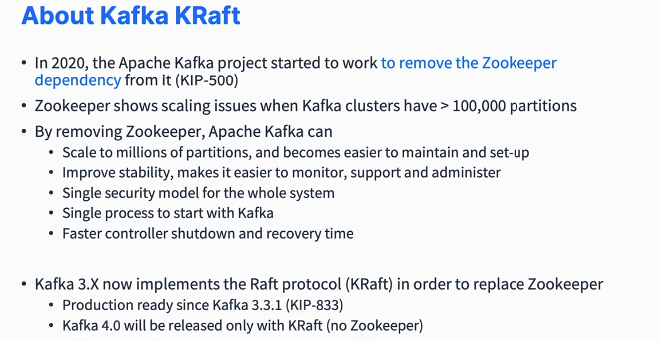 About Kafka KRaft
• In 2020, the Apache Kafka project started to work to remove the Zookeeper
dependency from it (KIP-500)
• Zookeeper shows scaling issues when Kafka clusters have > 100,000 partitions
• By removing Zookeeper, Apache Kafka can
• Scale to millions of partitions, and becomes easier to maintain and set-up
• Improve stability, makes it easier to monitor, support and administer
• Single security model for the whole system
• Single process to start with Kafka
• Faster controller shutdown and recovery time
• Kafka 3.X now implements the Raft protocol (KRaft) in order to replace Zookeeper
• Production ready since Kafka 3.3.1 (KIP-833)
• Kafka 4.0 will be released only with KRaft (no Zookeeper)